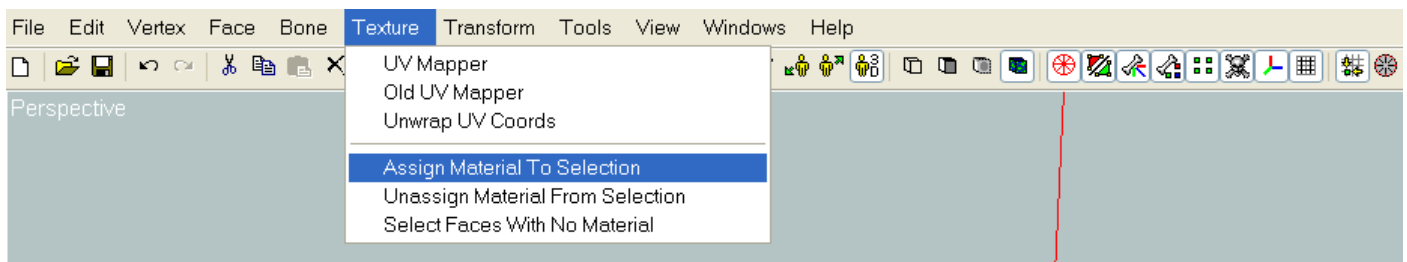 File Edit Vertex Face Bone Texture Transform Tools View Windows Help
UV Mapper
Old UV Mapper
Unwrap UV Coords
Perspective
Assign Material To Selection
Unassign Material From Selection
Select Faces With No Material